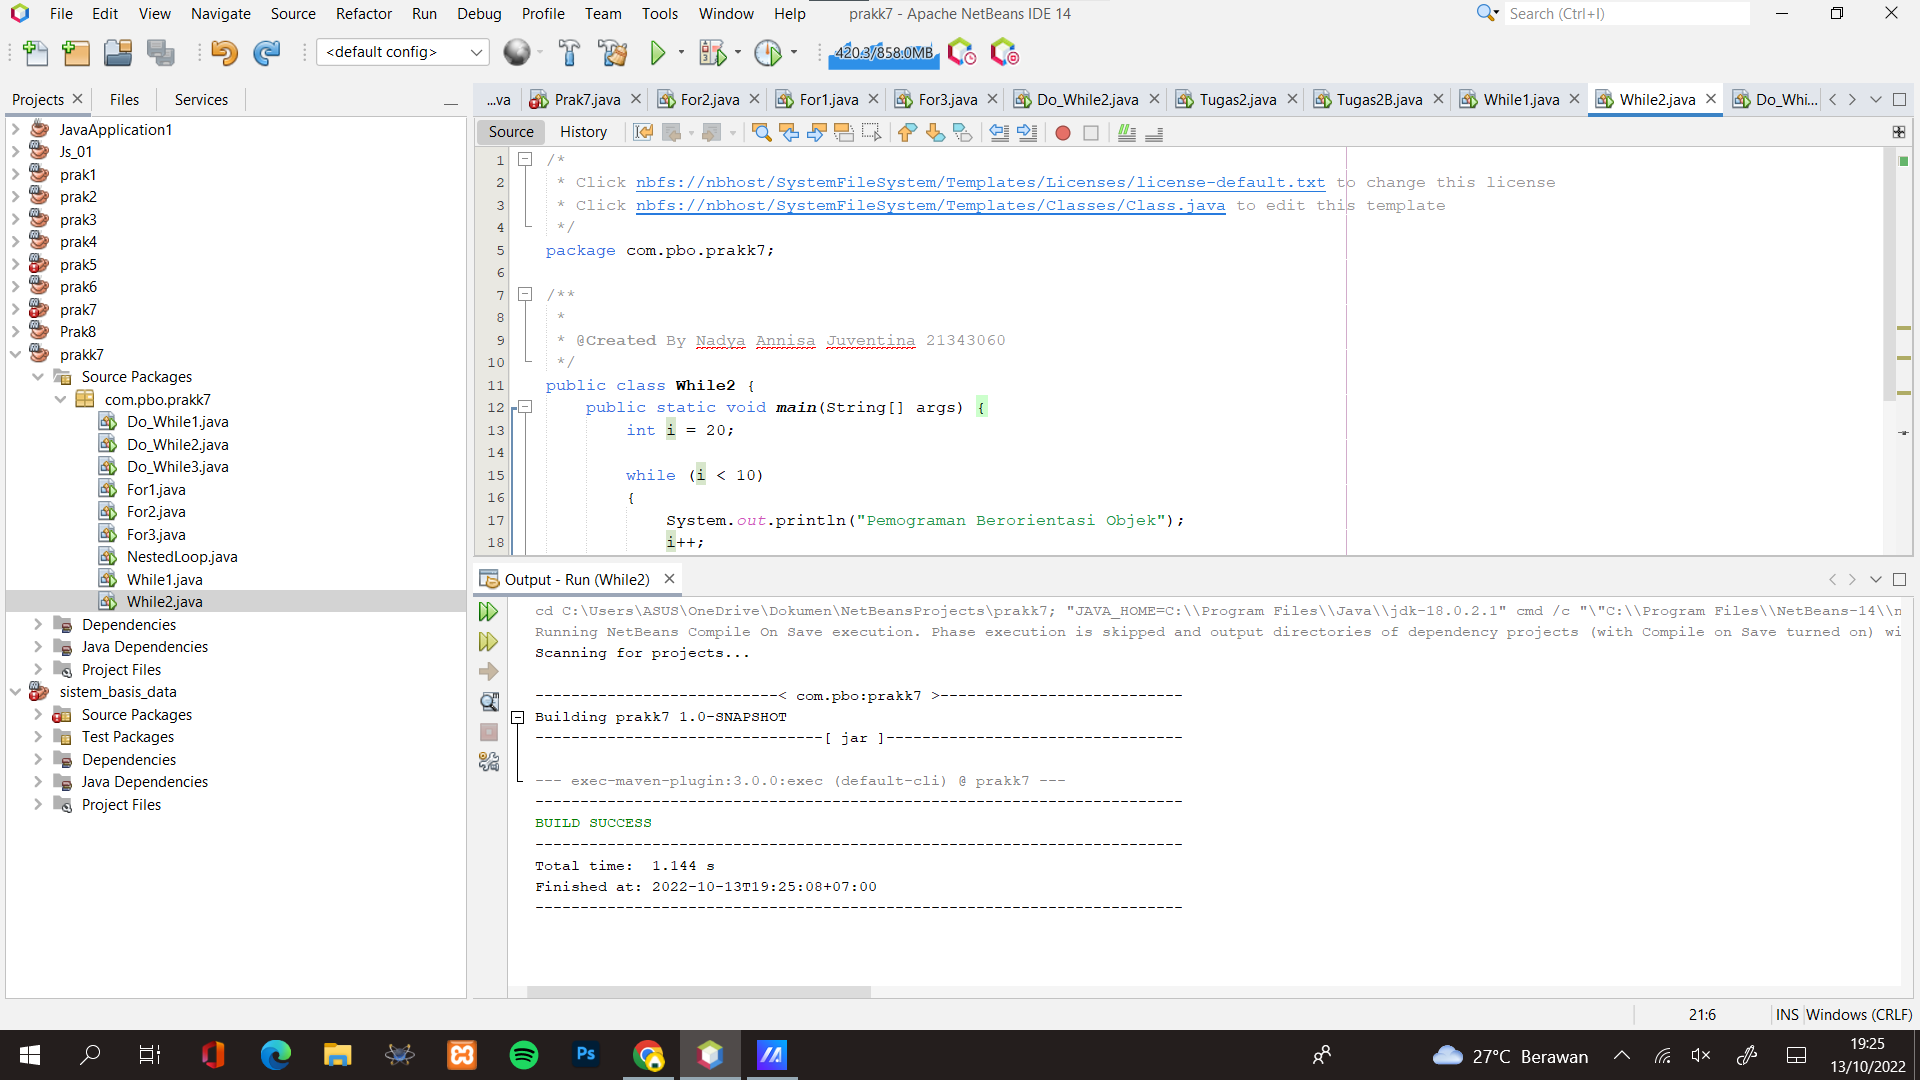 File Edit View Navigate Source Refactor Run Debug Profile Team Tools Window Help prakk7 - Apache NetBeans IDE 14 Search (Ctrl+I)
<default config> 420.3/858.0MB
Projects Files Services
...va Prak7.java For2.java For1.java For3.java Do_While2.java Tugas2.java Tugas2B.java While1.java While2.java Do_Whi...
Source History
JavaApplication1
Js_01
prak1
prak2
prak3
prak4
prak5
prak6
prak7
Prak8
prakk7
Source Packages
com.pbo.prakk7
Do_While1.java
Do_While2.java
Do_While3.java
For1.java
For2.java
For3.java
NestedLoop.java
While1.java
While2.java
Dependencies
Java Dependencies
Project Files
sistem_basis_data
Source Packages
Test Packages
Dependencies
Java Dependencies
Project Files
1 /*
2 * Click nbfs://nbhost/SystemFileSystem/Templates/Licenses/license-default.txt to change this license
3 * Click nbfs://nbhost/SystemFileSystem/Templates/Classes/Class.java to edit this template
4 */
5 package com.pbo.prakk7;
6
7 /**
8 *
9 * @Created By Nadya Annisa Juventina 21343060
10 */
11 public class While2 {
12 public static void main(String[] args) {
13 int i = 20;
14
15 while (i < 10)
16 {
17 System.out.println("Pemograman Berorientasi Objek");
18 i++;
Output - Run (While2)
cd C:\Users\ASUS\OneDrive\Dokumen\NetBeansProjects\prakk7; "JAVA_HOME=C:\\Program Files\\Java\\jdk-18.0.2.1" cmd /c "\"C:\\Program Files\\NetBeans-14\\n
Running NetBeans Compile On Save execution. Phase execution is skipped and output directories of dependency projects (with Compile on Save turned on) wi
Scanning for projects...
---------------------------< com.pbo:prakk7 >---------------------------
Building prakk7 1.0-SNAPSHOT
--------------------------------[ jar ]---------------------------------
--- exec-maven-plugin:3.0.0:exec (default-cli) @ prakk7 ---
------------------------------------------------------------------------
BUILD SUCCESS
------------------------------------------------------------------------
Total time: 1.144 s
Finished at: 2022-10-13T19:25:08+07:00
------------------------------------------------------------------------
21:6 INS Windows (CRLF)
Ps 27°C Berawan 19:25
13/10/2022